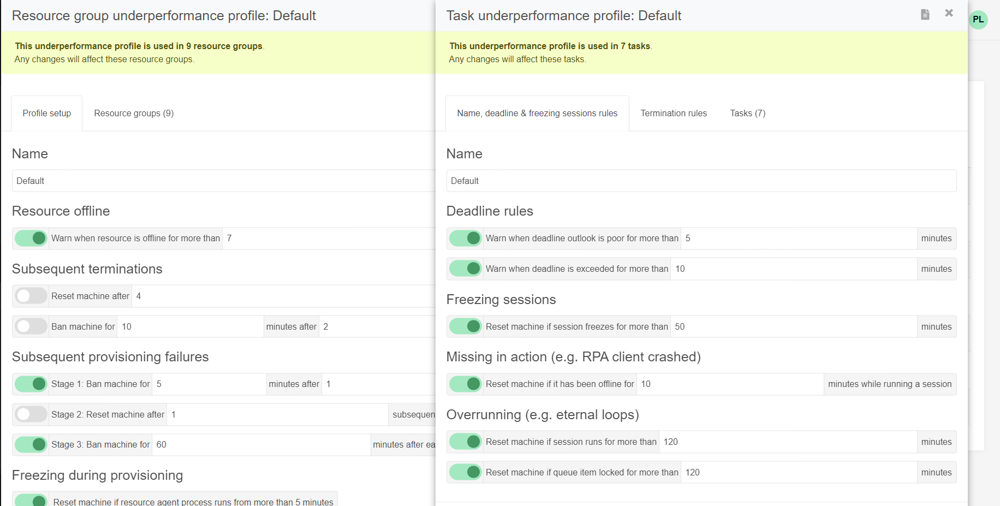 Resource group underperformance profile: Default
This underperformance profile is used in 9 resource groups.
Any changes will affect these resource groups.
Profile setup
Resource groups (9)
Name
Default
Resource offline
Warn when resource is offline for more than 7
Subsequent terminations
Reset machine after 4
Ban machine for 10 minutes after 2
Subsequent provisioning failures
Stage 1: Ban machine for 5 minutes after 1
Stage 2: Reset machine after 1 subsequen
Stage 3: Ban machine for 60 minutes after ea
Freezing during provisioning
Reset machine if resource agent process runs from more than 5 minutes
Task underperformance profile: Default
PL
This underperformance profile is used in 7 tasks.
Any changes will affect these tasks.
Name, deadline & freezing sessions rules
Termination rules
Tasks (7)
Name
Default
Deadline rules
Warn when deadline outlook is poor for more than 5 minutes
Warn when deadline is exceeded for more than 10 minutes
Freezing sessions
Reset machine if session freezes for more than 50 minutes
Missing in action (e.g. RPA client crashed)
Reset machine if it has been offline for 10 minutes while running a session
Overrunning (e.g. eternal loops)
Reset machine if session runs for more than 120 minutes
Reset machine if queue item locked for more than 120 minutes